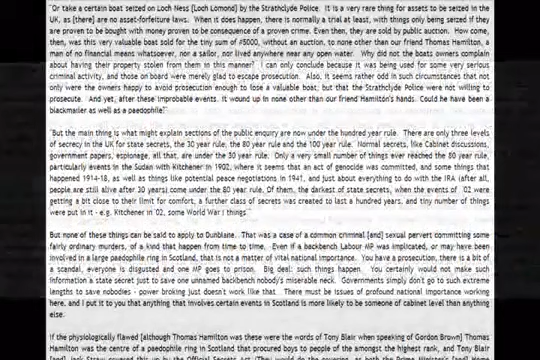 "Or take a certain boat seized on Loch Ness [Loch Lomond] by the Strathclyde Police.  It is a very rare thing for assets to be seized in the
UK, as [there] are no asset-forfeiture laws.  When it does happen, there is normally a trial at least, with things only being seized if they
are proven to be bought with money proven to be consequence of a prior crime. Even then, they are sold by public auction.  How come,
then, was this very valuable boat sold for the tiny sum of #5000, without an auction, to none other than our friend Thomas Hamilton, a
man of no financial means whatsoever, nor a sailor, nor lived anywhere near any open water.  Why did not the boats owners complain
about having their property stolen from them in this manner?  I can only conclude because it was being used for some very serious
criminal activity, and those on board were merely glad to escape prosecution.  Also, it seems rather odd in such circumstances that not
only were the owners happy to avoid prosecution enough to lose a valuable boat; but that the Strathclyde Police were not willing to
prosecute.  And yet, after these improbable events. It wound up in none other than our friend Hamilton's hands. Could he have been a
blackmailer as well as a paedophile?"
"But the main thing is what might explain sections of the public enquiry are now under the hundred year rule.  There are only three levels
of secrecy in the UK for state secrets, the 30 year rule, the 80 year rule and the 100 year rule.  Normal secrets, like Cabinet discussions,
government papers, espionage, all that, are under the 30 year rule.  Only a very small number of things ever reached the 80 year rule,
particularly events in the Sudan with Kitchener in 1902, where it seems that an act of genocide was committed, and some things that
happened 1914-18, as well as things like potential peace negotiations in 1941, and just about everything to do with the IRA (after all,
people are still alive after 30 years) come under the 80 year rule. Of them, the darkest of state secrets, when the events of '02 were
getting a bit close to their limit for comfort, a further class of secrets was created to last a hundred years, and tiny number of things
were put in it - e.g. Kitchener in '02, some World War I things."
But none of these things can be said to apply to Dunblane.  That was a case of a common criminal [and] sexual pervert committing some
fairly ordinary murders, of a kind that happen from time to time.  Even if a backbench Labour MP was implicated, or may have been
involved in a large paedophile ring in Scotland, that is not a matter of vital national importance.  You have a prosecution, there is a bit of
a scandal, everyone is disgusted and one MP goes to prison.  Big deal: such things happen.  You certainly would not make such
information a state secret just to save one unnamed backbench nobody's miserable neck.  Governments simply don't go to such extreme
lengths to save nobodies - power broking just doesn't work like that.  There must be issues of profound national importance working
here, and I put it to you that anything that involves certain events in Scotland is more likely to be someone of cabinet level than anything
else.
If the physiologically flawed [although Thomas Hamilton was these were the words of Tony Blair when speaking of Gordon Brown] Thomas
Hamilton was the centre of a paedophile ring in Scotland that procured boys to people of the amongst the highest rank, and Tony Blair